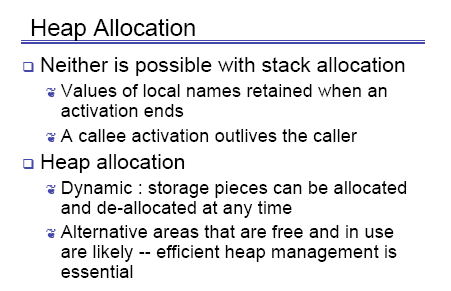 Heap Allocation
Neither is possible with stack allocation
Values of local names retained when an
activation ends
A callee activation outlives the caller
Heap allocation
Dynamic : storage pieces can be allocated
and de-allocated at any time
Alternative areas that are free and in use
are likely -- efficient heap management is
essential